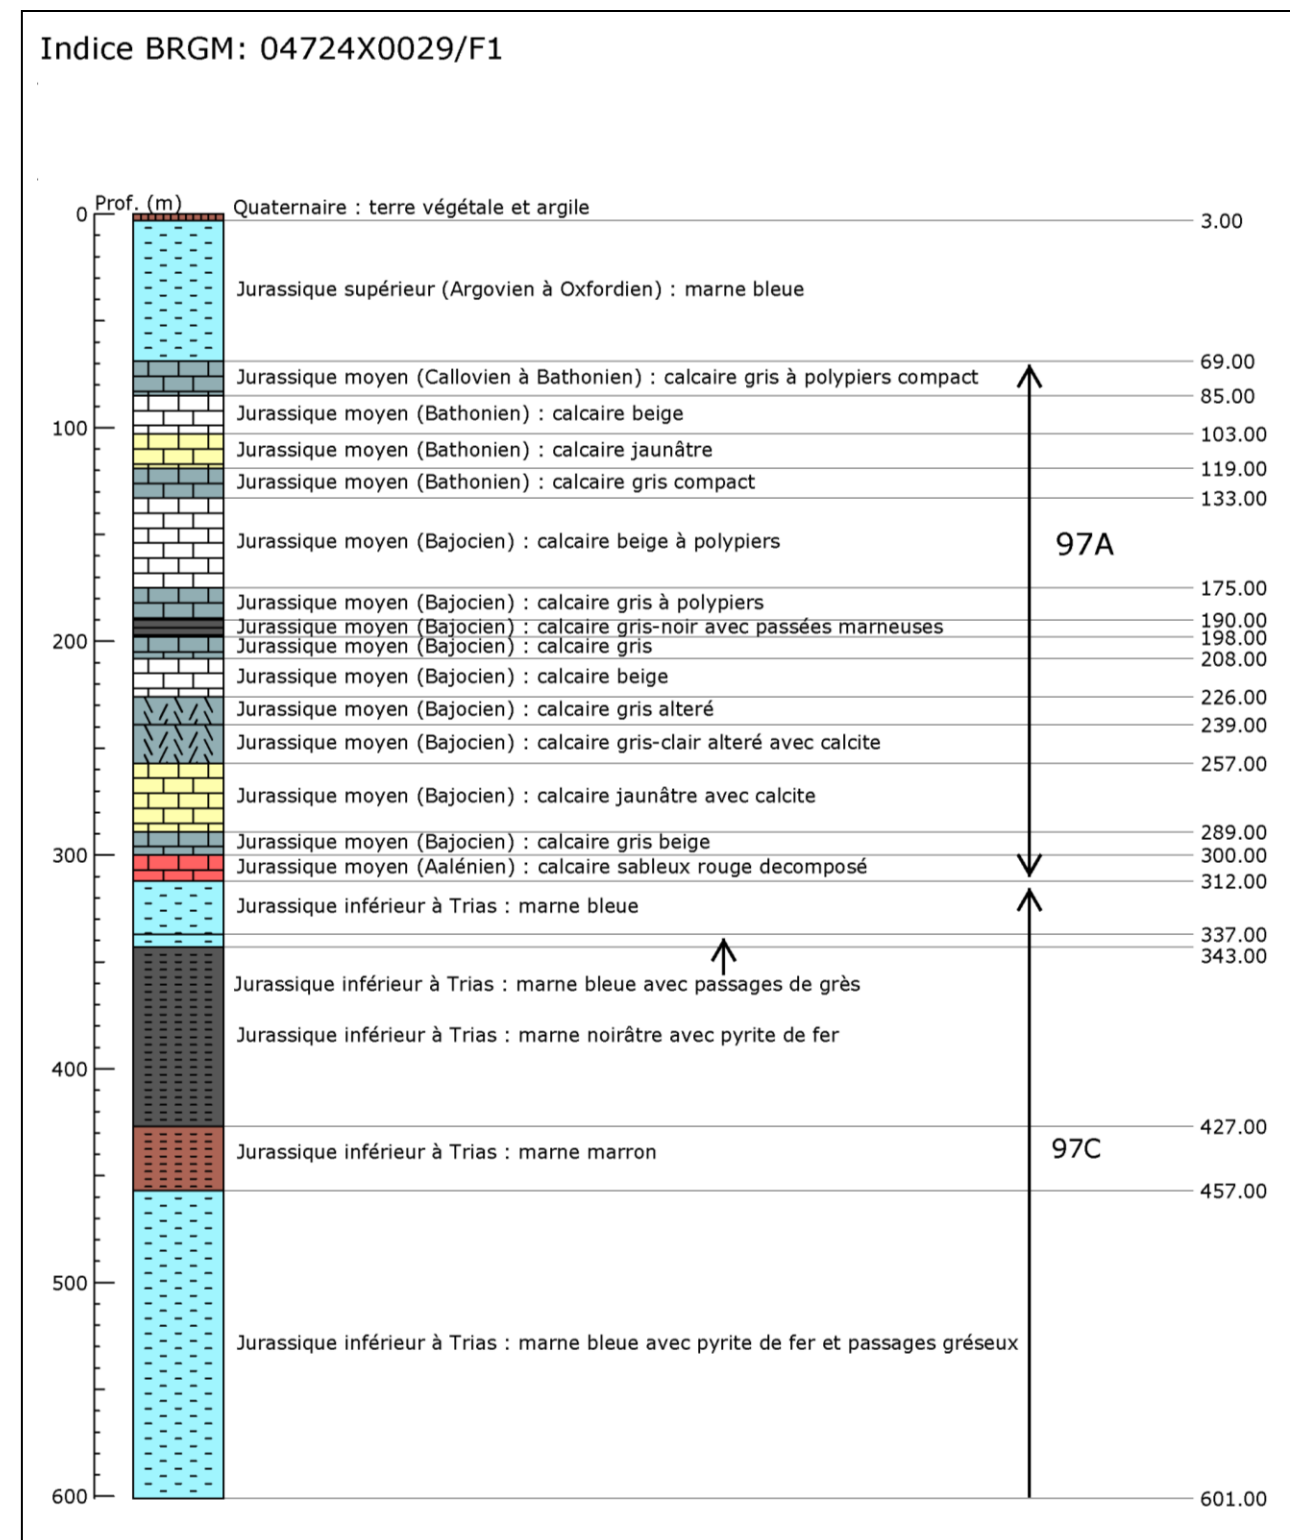 Indice BRGM: 04724X0029/F1
Prof. (m)
0
Quaternaire : terre végétale et argile
3.00
Jurassique supérieur (Argovien à Oxfordien) : marne bleue
69.00
Jurassique moyen (Callovien à Bathonien) : calcaire gris à polypiers compact
85.00
Jurassique moyen (Bathonien) : calcaire beige
100
103.00
Jurassique moyen (Bathonien) : calcaire jaunâtre
119.00
Jurassique moyen (Bathonien) : calcaire gris compact
133.00
Jurassique moyen (Bajocien) : calcaire beige à polypiers
97A
175.00
Jurassique moyen (Bajocien) : calcaire gris à polypiers
190.00
Jurassique moyen (Bajocien) : calcaire gris-noir avec passées marneuses
198.00
200
Jurassique moyen (Bajocien) : calcaire gris
208.00
Jurassique moyen (Bajocien) : calcaire beige
226.00
Jurassique moyen (Bajocien) : calcaire gris alteré
239.00
Jurassique moyen (Bajocien) : calcaire gris-clair alteré avec calcite
257.00
Jurassique moyen (Bajocien) : calcaire jaunâtre avec calcite
289.00
Jurassique moyen (Bajocien) : calcaire gris beige
300
300.00
Jurassique moyen (Aalénien) : calcaire sableux rouge decomposé
312.00
Jurassique inférieur à Trias : marne bleue
337.00
343.00
Jurassique inférieur à Trias : marne bleue avec passages de grès
Jurassique inférieur à Trias : marne noirâtre avec pyrite de fer
400
427.00
Jurassique inférieur à Trias : marne marron
97C
457.00
500
Jurassique inférieur à Trias : marne bleue avec pyrite de fer et passages gréseux
600
601.00